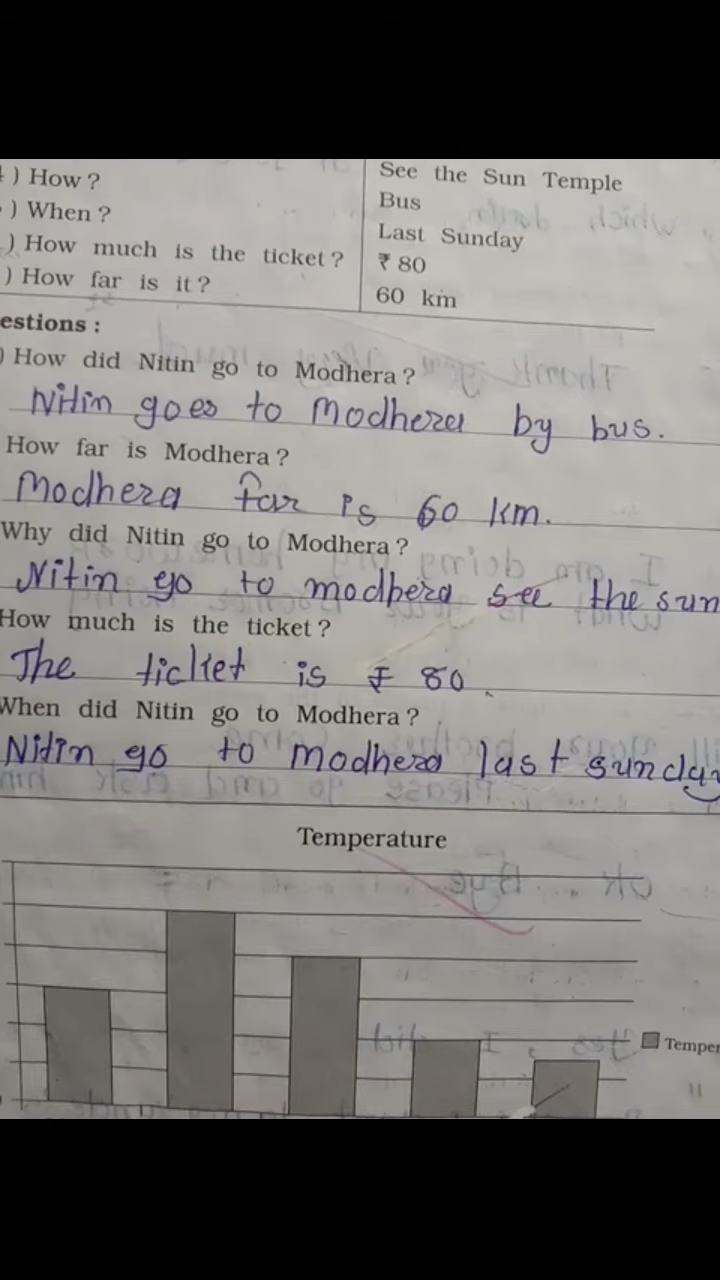 ) How ? See the Sun Temple
) When ? Bus
) How much is the ticket ? Last Sunday
) How far is it ? ₹ 80
60 km
estions :
) How did Nitin go to Modhera ?
Nitin goes to Modhera by bus.
How far is Modhera ?
Modhera far is 60 km.
Why did Nitin go to Modhera ?
Nitin go to modhera see the sun
How much is the ticket ?
The ticket is ₹ 80.
When did Nitin go to Modhera ?
Nitin go to modhera last sunday
Temperature
Temper